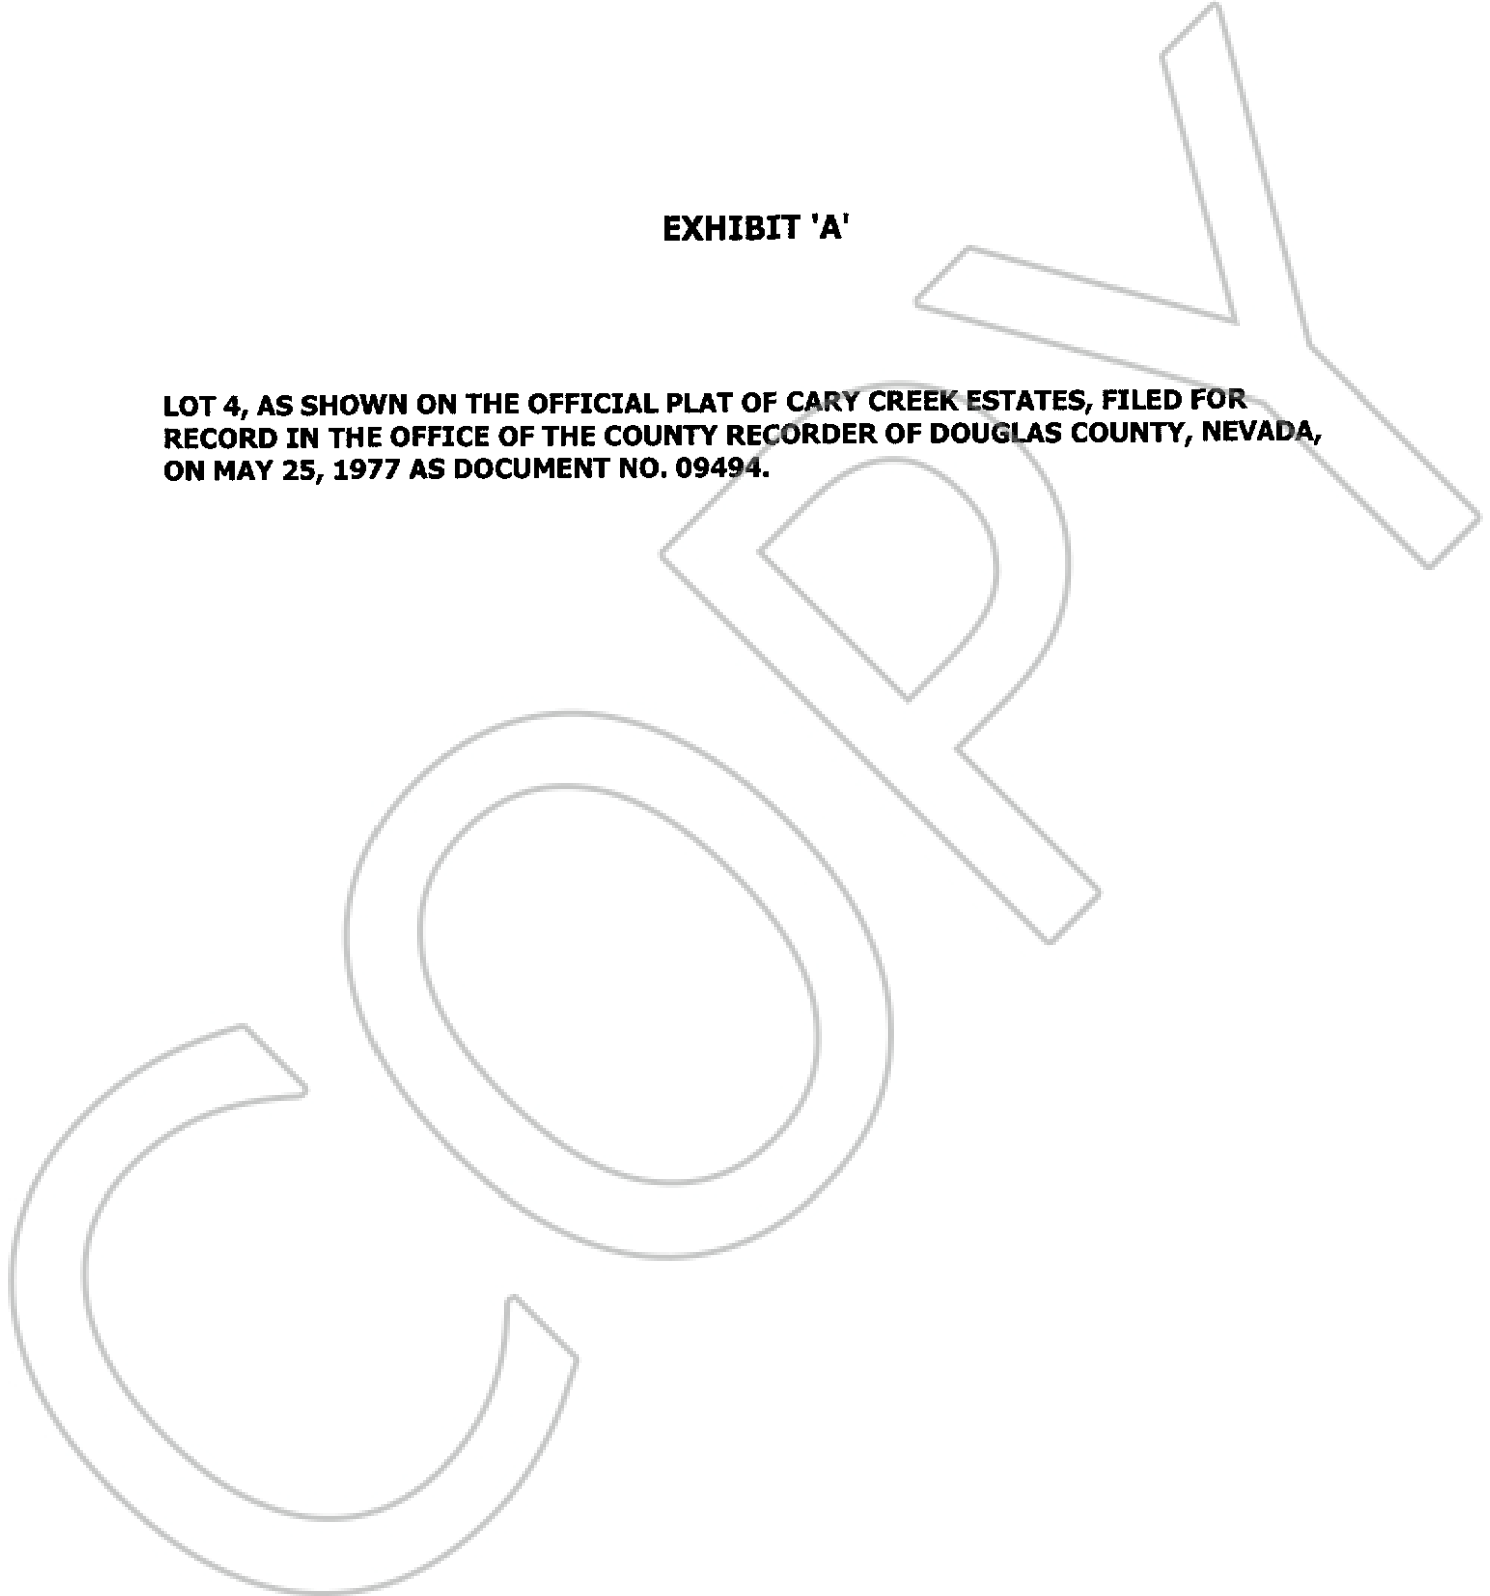 EXHIBIT 'A'
LOT 4, AS SHOWN ON THE OFFICIAL PLAT OF CARY CREEK ESTATES, FILED FOR
RECORD IN THE OFFICE OF THE COUNTY RECORDER OF DOUGLAS COUNTY, NEVADA,
ON MAY 25, 1977 AS DOCUMENT NO. 09494.
COPY